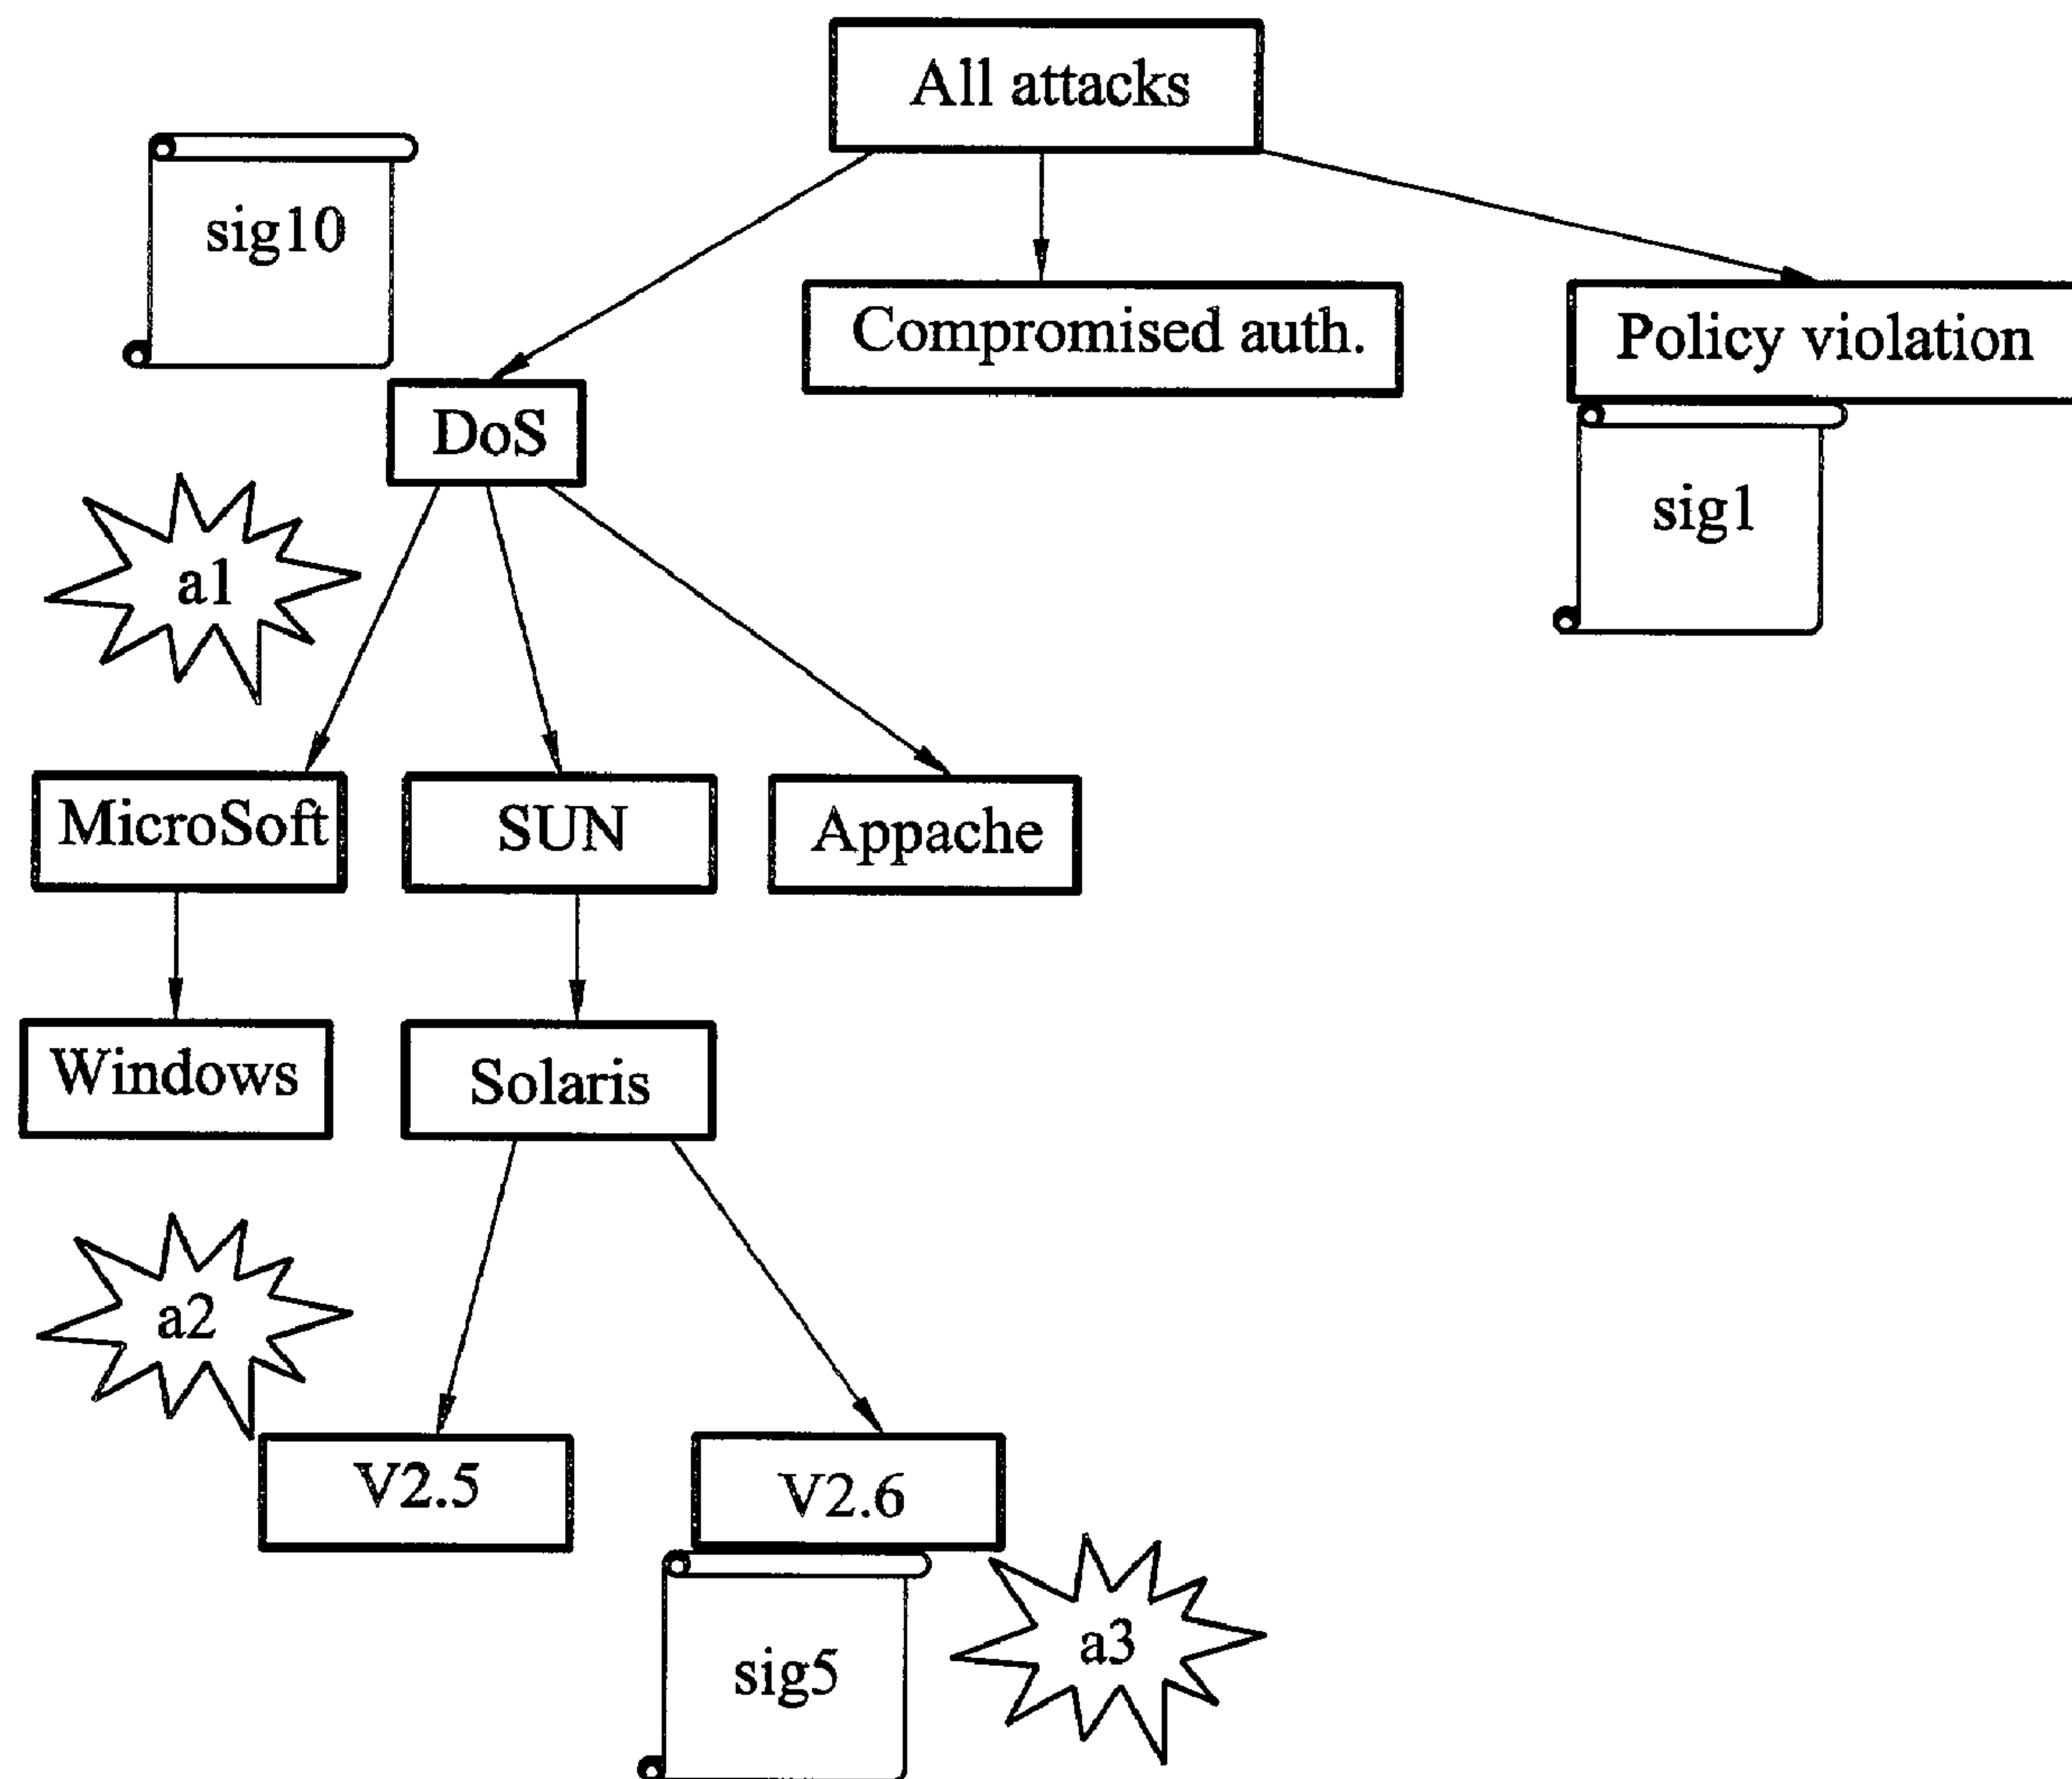 All attacks
sig10
Compromised auth.
Policy violation
DoS
sig1
a1
MicroSoft
SUN
Appache
Windows
Solaris
a2
V2.5
V2.6
a3
sig5